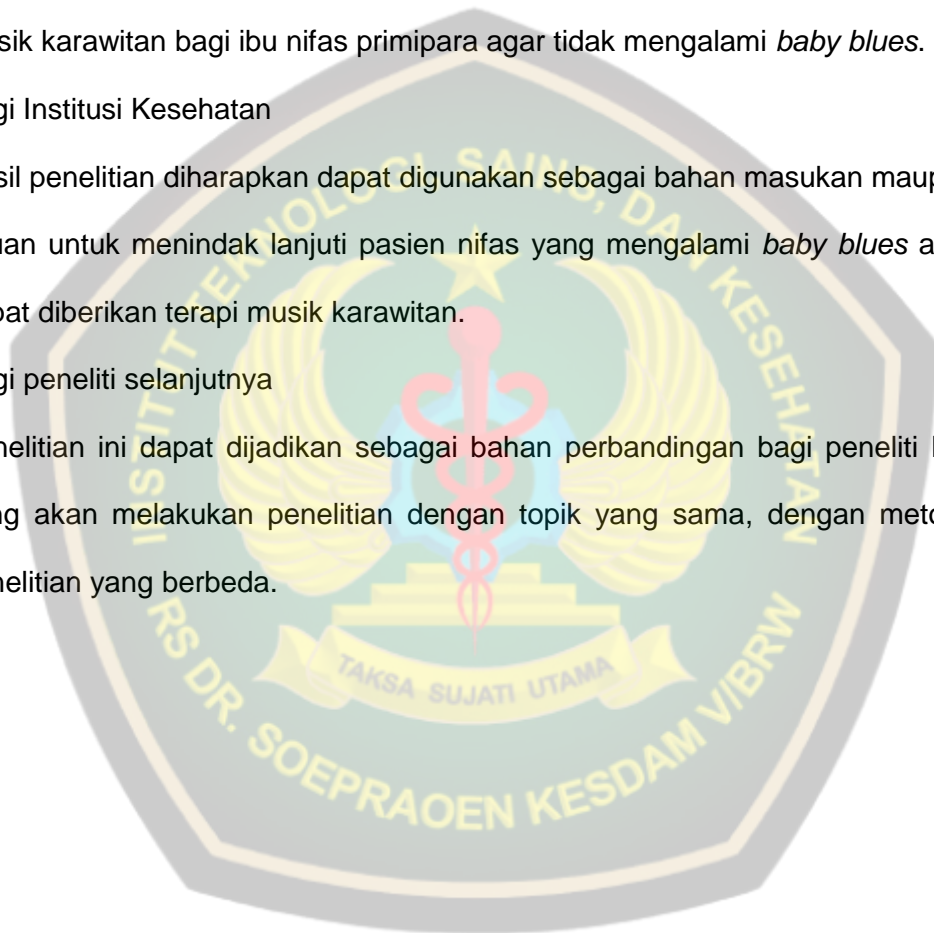 sik karawitan bagi ibu nifas primipara agar tidak mengalami baby blues.
gi Institusi Kesehatan
sil penelitian diharapkan dapat digunakan sebagai bahan masukan maup
uan untuk menindak lanjuti pasien nifas yang mengalami baby blues a
pat diberikan terapi musik karawitan.
gi peneliti selanjutnya
nelitian ini dapat dijadikan sebagai bahan perbandingan bagi peneliti l
ng akan melakukan penelitian dengan topik yang sama, dengan meto
nelitian yang berbeda.
INSTITUT TEKNOLOGI, SAINS, DAN KESEHATAN
TAKSA SUJATI UTAMA
RS DR. SOEPRAOEN KESDAM V/BRW